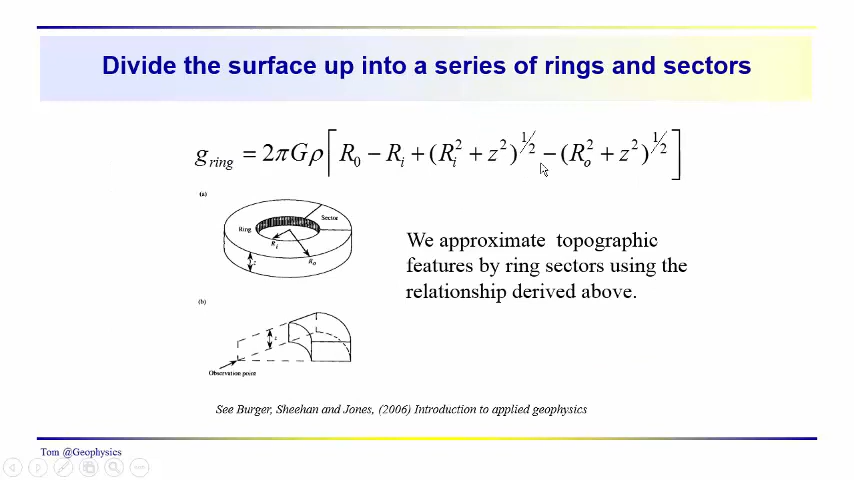 Divide the surface up into a series of rings and sectors
g_ring = 2πGρ[R_0 − R_i + (R_i^2 + z^2)^{1/2} − (R_o^2 + z^2)^{1/2}]
(a)
Ring
Sector
R_i
R_o
z
We approximate topographic
features by ring sectors using the
relationship derived above.
(b)
z
Observation point
See Burger, Sheehan and Jones, (2006) Introduction to applied geophysics
Tom @Geophysics